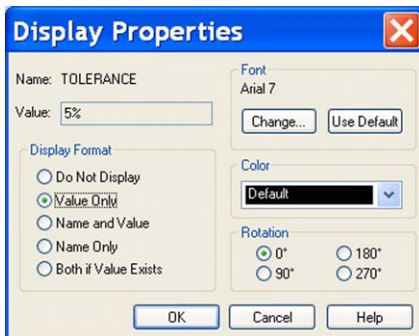 Display Properties
Name: TOLERANCE
Value: 5%
Font
Arial 7
Change...
Use Default
Display Format
Do Not Display
Value Only
Name and Value
Name Only
Both if Value Exists
Color
Default
Rotation
0° 180°
90° 270°
OK Cancel Help